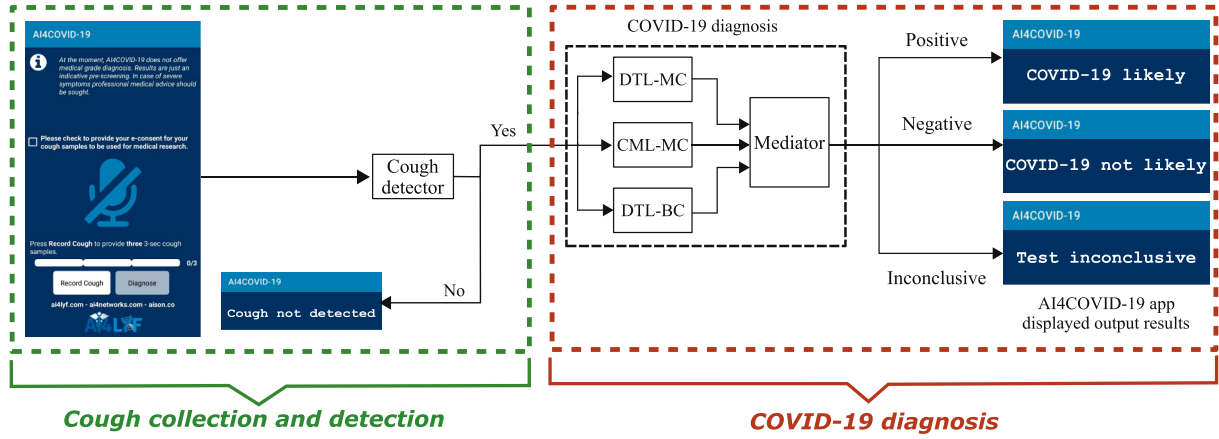 AI4COVID-19
At the moment, AI4COVID-19 does not offer
medical grade diagnosis. Results are just an
indicative pre-screening. In case of severe
symptoms professional medical advice should
be sought.
Please check to provide your e-consent for your
cough samples to be used for medical research.
Press Record Cough to provide three 3-sec cough
samples.
0/3
Record Cough
Diagnose
ai4lyf.com - ai4networks.com - aison.co
AI4LYF
Cough
detector
Yes
No
AI4COVID-19
Cough not detected
Cough collection and detection
COVID-19 diagnosis
DTL-MC
CML-MC
DTL-BC
Mediator
Positive
Negative
Inconclusive
AI4COVID-19
COVID-19 likely
AI4COVID-19
COVID-19 not likely
AI4COVID-19
Test inconclusive
AI4COVID-19 app
displayed output results
COVID-19 diagnosis